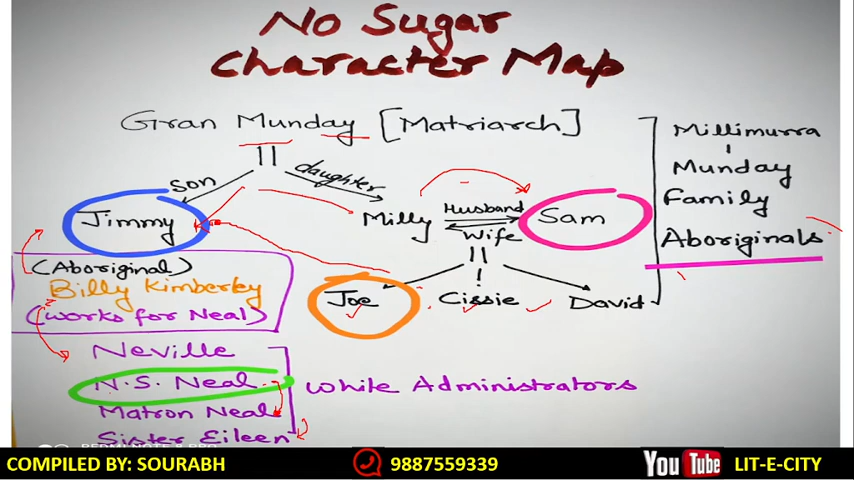 No Sugar
Character Map
Gran Munday [Matriarch]
son
daughter
Jimmy
Milly
Husband
Wife
Sam
Millimurra
Munday
Family
Aboriginals
(Aboriginal)
Billy Kimberley
(works for Neal)
Joe
Cissie
David
Neville
N.S. Neal
Matron Neal
Sister Eileen
White Administrators
COMPILED BY: SOURABH
9887559339
YouTube
LIT-E-CITY